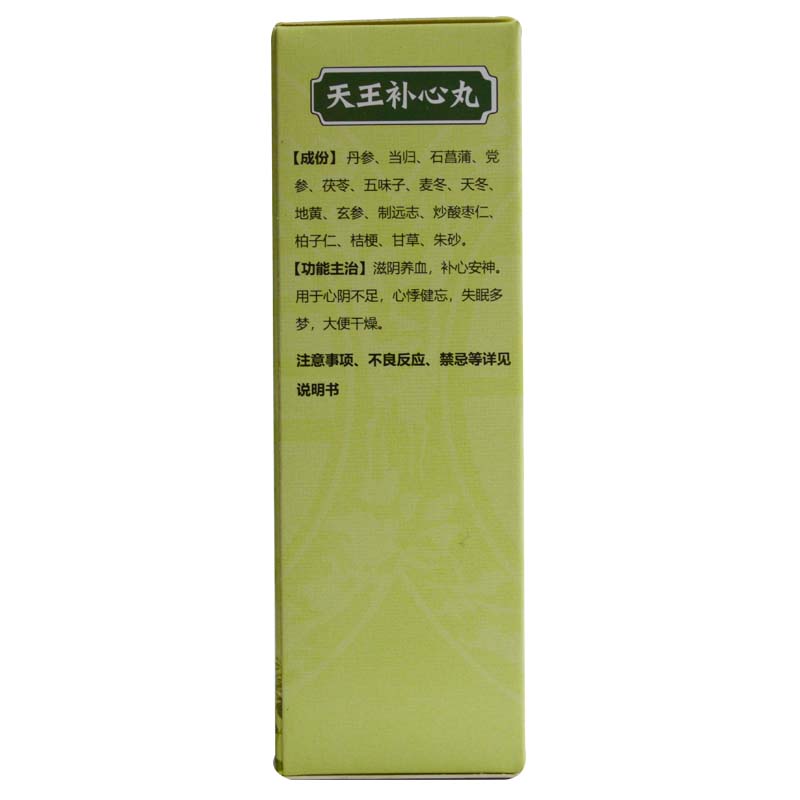 天王补心丸
【成份】 丹参、当归、石菖蒲、党
参、茯苓、五味子、麦冬、天冬、
地黄、玄参、制远志、炒酸枣仁、
柏子仁、桔梗、甘草、朱砂。
【功能主治】滋阴养血，补心安神。
用于心阴不足，心悸健忘，失眠多
梦，大便干燥。
注意事项、不良反应、禁忌等详见
说明书